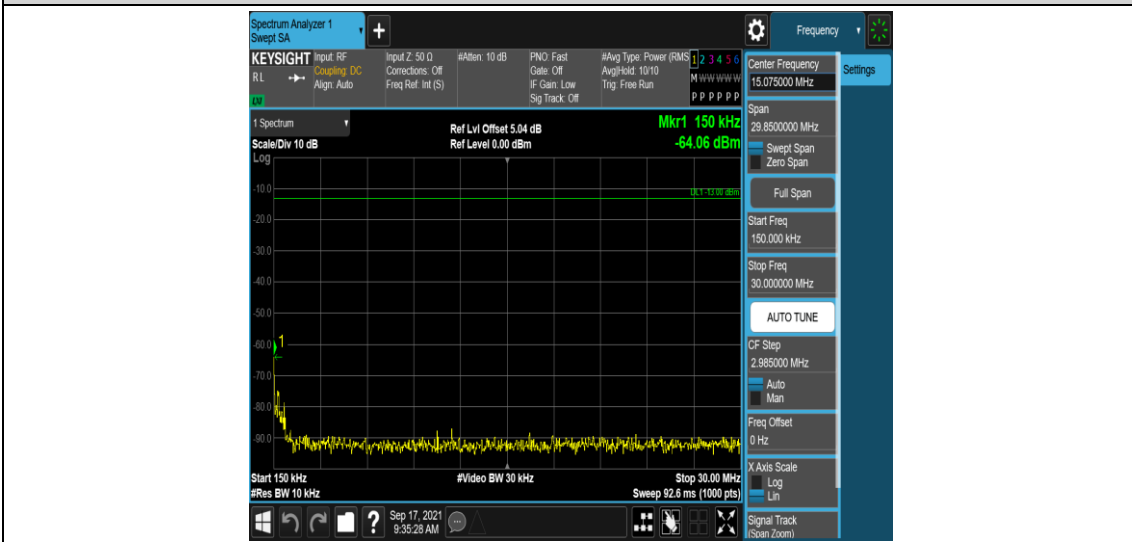 Spectrum Analyzer 1
Swept SA
+
Frequency
KEYSIGHT
RL
LXI
Input: RF
Coupling: DC
Align: Auto
Input Z: 50 Ω
Corrections: Off
Freq Ref: Int (S)
#Atten: 10 dB
PNO: Fast
Gate: Off
IF Gain: Low
Sig Track: Off
#Avg Type: Power (RMS
Avg|Hold: 10/10
Trig: Free Run
1 2 3 4 5 6
M W W W W W
P P P P P P
1 Spectrum
Scale/Div 10 dB
Log
Ref Lvl Offset 5.04 dB
Ref Level 0.00 dBm
Mkr1 150 kHz
-64.06 dBm
DL1 -13.00 dBm
-10.0
-20.0
-30.0
-40.0
-50.0
-60.0
-70.0
-80.0
-90.0
1
Start 150 kHz
#Res BW 10 kHz
#Video BW 30 kHz
Stop 30.00 MHz
Sweep 92.6 ms (1000 pts)
?
Sep 17, 2021
9:35:28 AM
Center Frequency
15.075000 MHz
Settings
Span
29.8500000 MHz
Swept Span
Zero Span
Full Span
Start Freq
150.000 kHz
Stop Freq
30.000000 MHz
AUTO TUNE
CF Step
2.985000 MHz
Auto
Man
Freq Offset
0 Hz
X Axis Scale
Log
Lin
Signal Track
(Span Zoom)